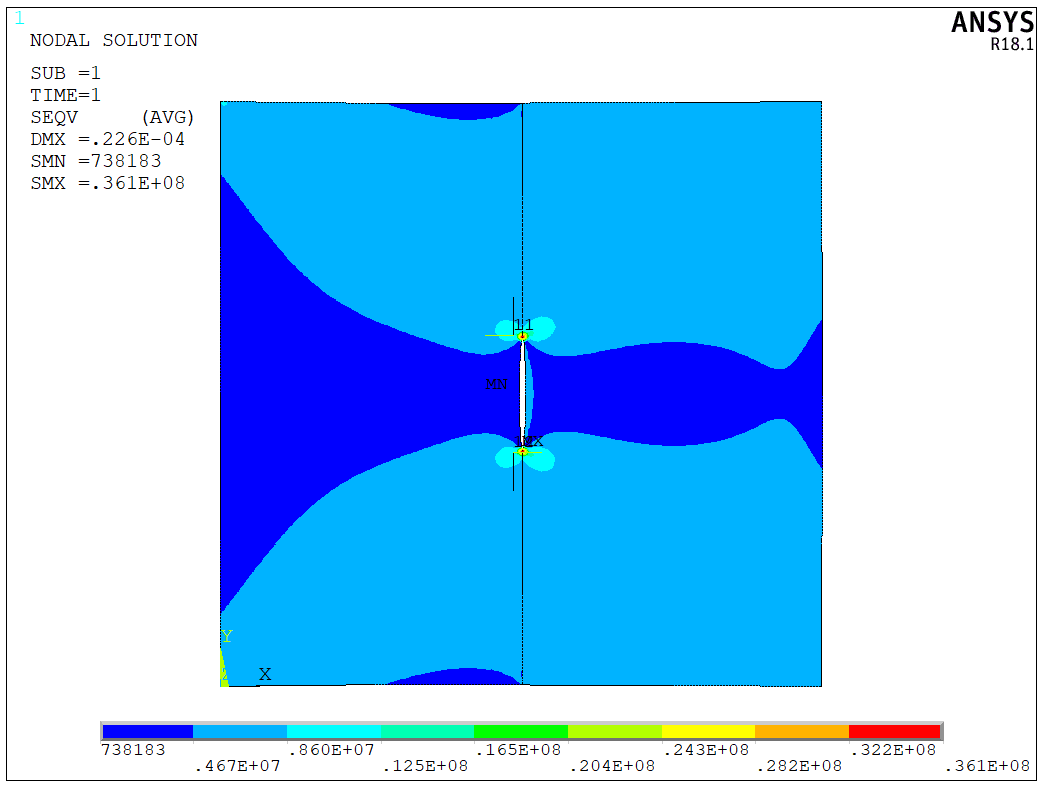 1
ANSYS
R18.1
NODAL SOLUTION
SUB =1
TIME=1
SEQV (AVG)
DMX =.226E-04
SMN =738183
SMX =.361E+08
11
MN
MX
Y
X
738183 .860E+07 .165E+08 .243E+08 .322E+08
.467E+07 .125E+08 .204E+08 .282E+08 .361E+08